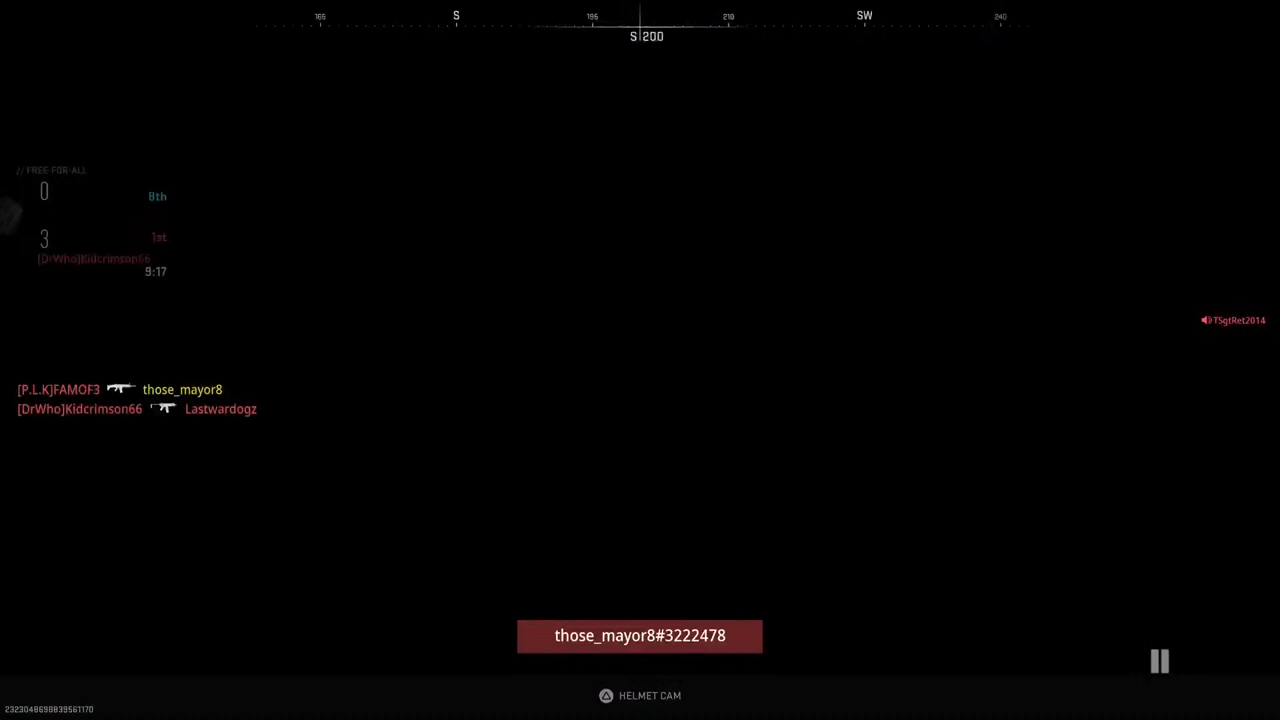 165 S 195 210 SW 240
S 200
// FREE-FOR-ALL
0 8th
3 1st
[DrWho]Kidcrimson66
9:17
TSgtRet2014
[P.L.K]FAMOF3 those_mayor8
[DrWho]Kidcrimson66 Lastwardogz
those_mayor8#3222478
HELMET CAM